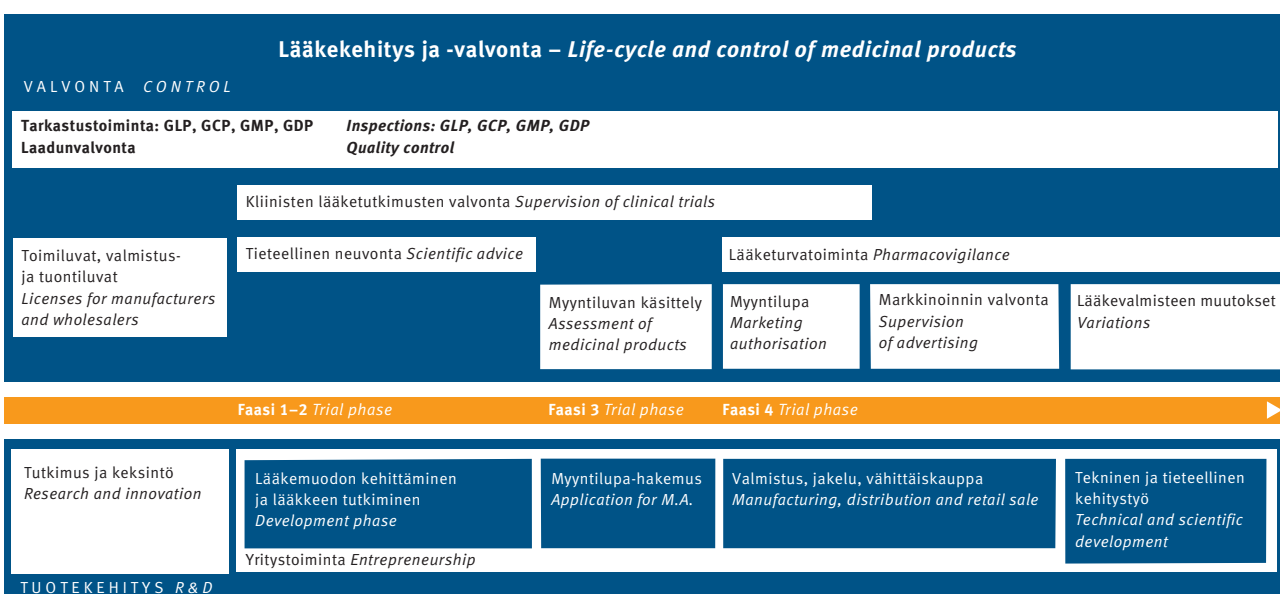 Lääkekehitys ja -valvonta – Life-cycle and control of medicinal products
VALVONTA CONTROL
Tarkastustoiminta: GLP, GCP, GMP, GDP Inspections: GLP, GCP, GMP, GDP
Laadunvalvonta Quality control
Kliinisten lääketutkimusten valvonta Supervision of clinical trials
Toimiluvat, valmistus-
ja tuontiluvat
Licenses for manufacturers
and wholesalers
Tieteellinen neuvonta Scientific advice
Lääketurvatoiminta Pharmacovigilance
Myyntiluvan käsittely
Assessment of
medicinal products
Myyntilupa
Marketing
authorisation
Markkinoinnin valvonta
Supervision
of advertising
Lääkevalmisteen muutokset
Variations
Faasi 1–2 Trial phase
Faasi 3 Trial phase
Faasi 4 Trial phase
Tutkimus ja keksintö
Research and innovation
Lääkemuodon kehittäminen
ja lääkkeen tutkiminen
Development phase
Myyntilupa-hakemus
Application for M.A.
Valmistus, jakelu, vähittäiskauppa
Manufacturing, distribution and retail sale
Tekninen ja tieteellinen
kehitystyö
Technical and scientific
development
Yritystoiminta Entrepreneurship
TUOTEKEHITYS R&D